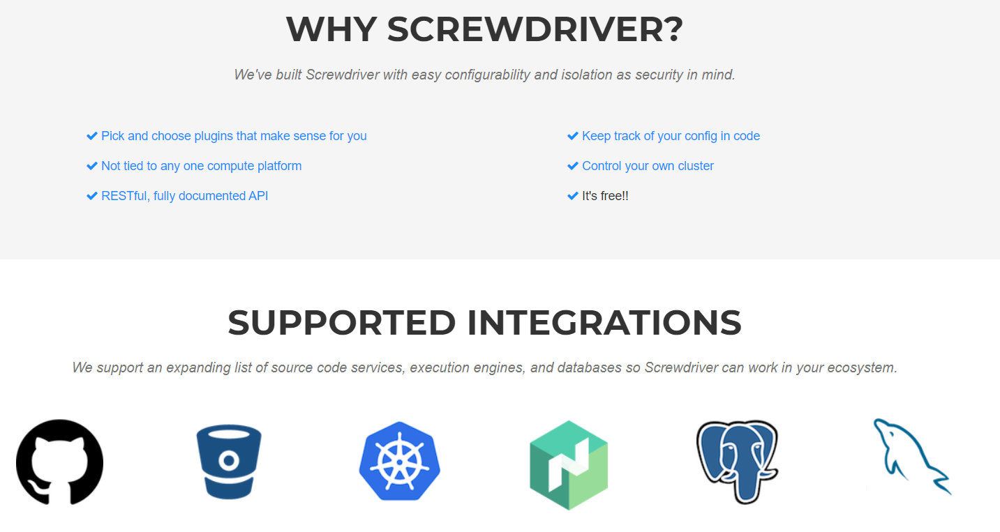 WHY SCREWDRIVER?
We've built Screwdriver with easy configurability and isolation as security in mind.
Pick and choose plugins that make sense for you
Not tied to any one compute platform
RESTful, fully documented API
Keep track of your config in code
Control your own cluster
It's free!!
SUPPORTED INTEGRATIONS
We support an expanding list of source code services, execution engines, and databases so Screwdriver can work in your ecosystem.